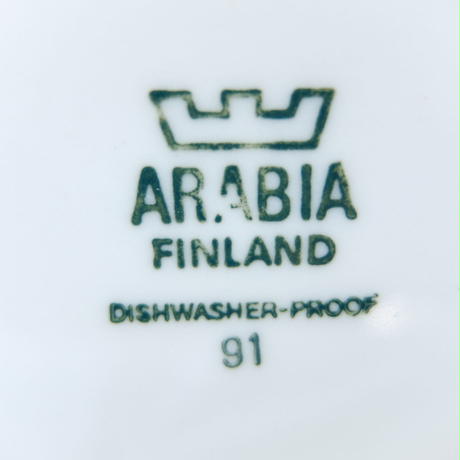 ARABIA
FINLAND
DISHWASHER-PROOF
91